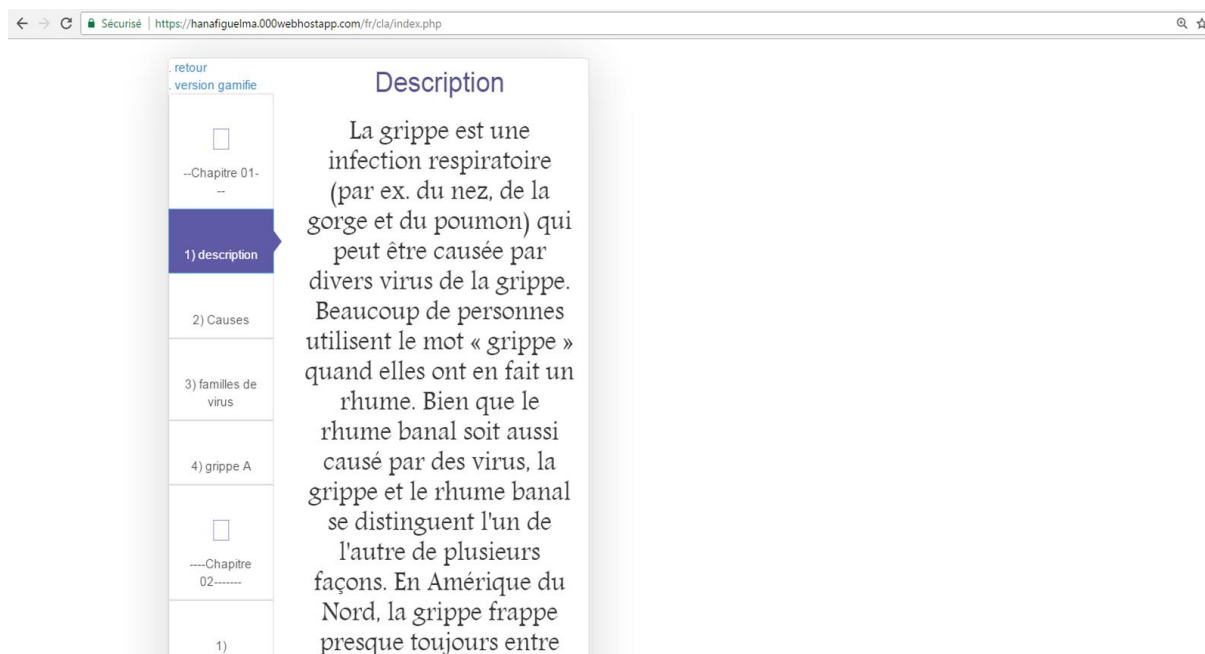 Sécurisé | https://hanafiguelma.000webhostapp.com/fr/cla/index.php
. retour
. version gamifie
--Chapitre 01-
--
1) description
2) Causes
3) familles de
virus
4) grippe A
----Chapitre
02-------
1)
Description
La grippe est une
infection respiratoire
(par ex. du nez, de la
gorge et du poumon) qui
peut être causée par
divers virus de la grippe.
Beaucoup de personnes
utilisent le mot « grippe »
quand elles ont en fait un
rhume. Bien que le
rhume banal soit aussi
causé par des virus, la
grippe et le rhume banal
se distinguent l'un de
l'autre de plusieurs
façons. En Amérique du
Nord, la grippe frappe
presque toujours entre